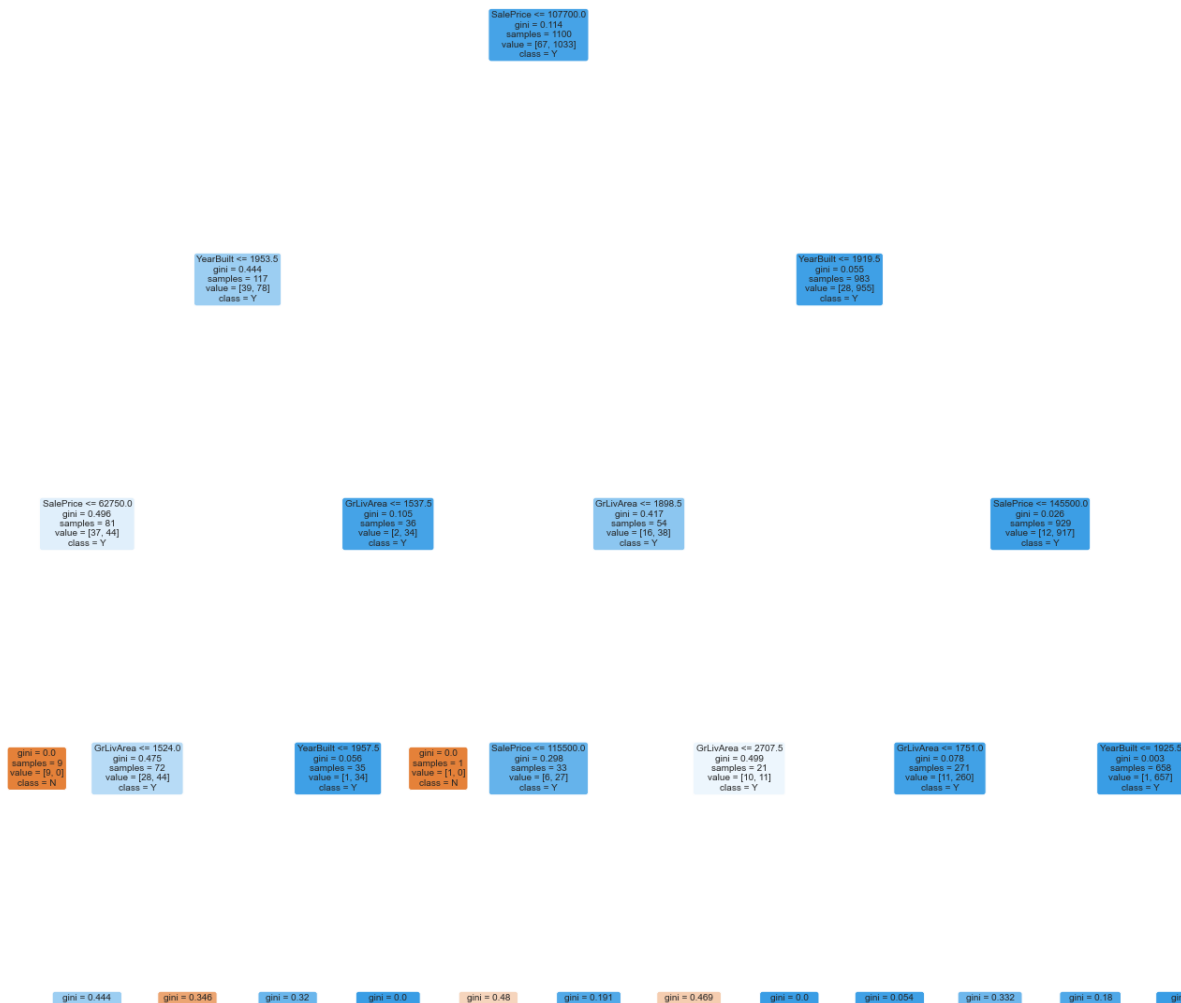 SalePrice <= 107700.0
gini = 0.114
samples = 1100
value = [67, 1033]
class = Y
YearBuilt <= 1953.5
gini = 0.444
samples = 117
value = [39, 78]
class = Y
YearBuilt <= 1919.5
gini = 0.055
samples = 983
value = [28, 955]
class = Y
SalePrice <= 62750.0
gini = 0.496
samples = 81
value = [37, 44]
class = Y
GrLivArea <= 1537.5
gini = 0.105
samples = 36
value = [2, 34]
class = Y
GrLivArea <= 1898.5
gini = 0.417
samples = 54
value = [16, 38]
class = Y
SalePrice <= 145500.0
gini = 0.026
samples = 929
value = [12, 917]
class = Y
gini = 0.0
samples = 9
value = [9, 0]
class = N
GrLivArea <= 1524.0
gini = 0.475
samples = 72
value = [28, 44]
class = Y
YearBuilt <= 1957.5
gini = 0.056
samples = 35
value = [1, 34]
class = Y
gini = 0.0
samples = 1
value = [1, 0]
class = N
SalePrice <= 115500.0
gini = 0.298
samples = 33
value = [6, 27]
class = Y
GrLivArea <= 2707.5
gini = 0.499
samples = 21
value = [10, 11]
class = Y
GrLivArea <= 1751.0
gini = 0.078
samples = 271
value = [11, 260]
class = Y
YearBuilt <= 1925.5
gini = 0.003
samples = 658
value = [1, 657]
class = Y
gini = 0.444
gini = 0.346
gini = 0.32
gini = 0.0
gini = 0.48
gini = 0.191
gini = 0.469
gini = 0.0
gini = 0.054
gini = 0.332
gini = 0.18